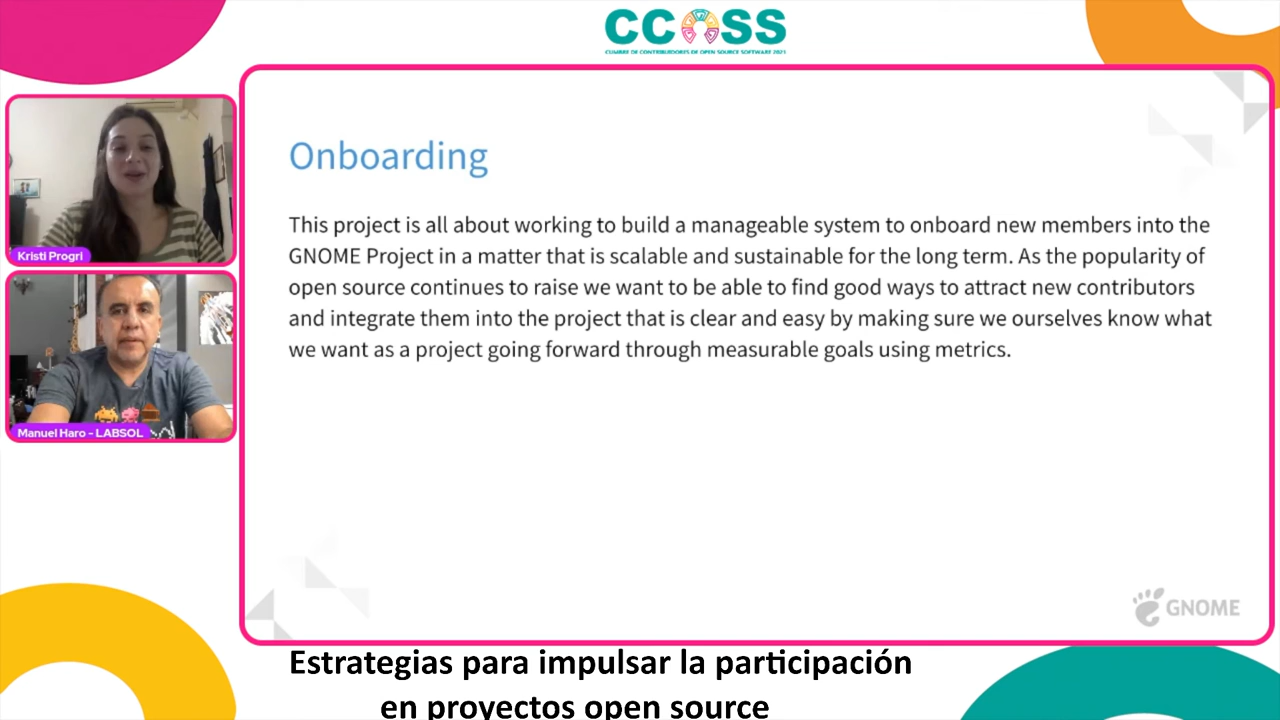 CCOSS
CUMBRE DE CONTRIBUIDORES DE OPEN SOURCE SOFTWARE 2021
Onboarding
This project is all about working to build a manageable system to onboard new members into the
GNOME Project in a matter that is scalable and sustainable for the long term. As the popularity of
open source continues to raise we want to be able to find good ways to attract new contributors
and integrate them into the project that is clear and easy by making sure we ourselves know what
we want as a project going forward through measurable goals using metrics.
Kristi Progri
Manuel Haro - LABSOL
GNOME
Estrategias para impulsar la participación
en proyectos open source